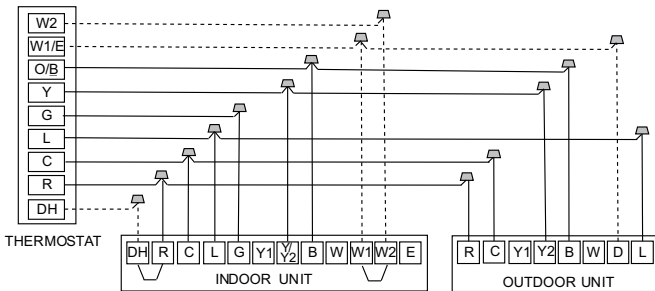 W2
W1/E
O/B
Y
G
L
C
R
DH
THERMOSTAT
DH R C L G Y1 Y/Y2 B W W1 W2 E
INDOOR UNIT
R C Y1 Y2 B W D L
OUTDOOR UNIT